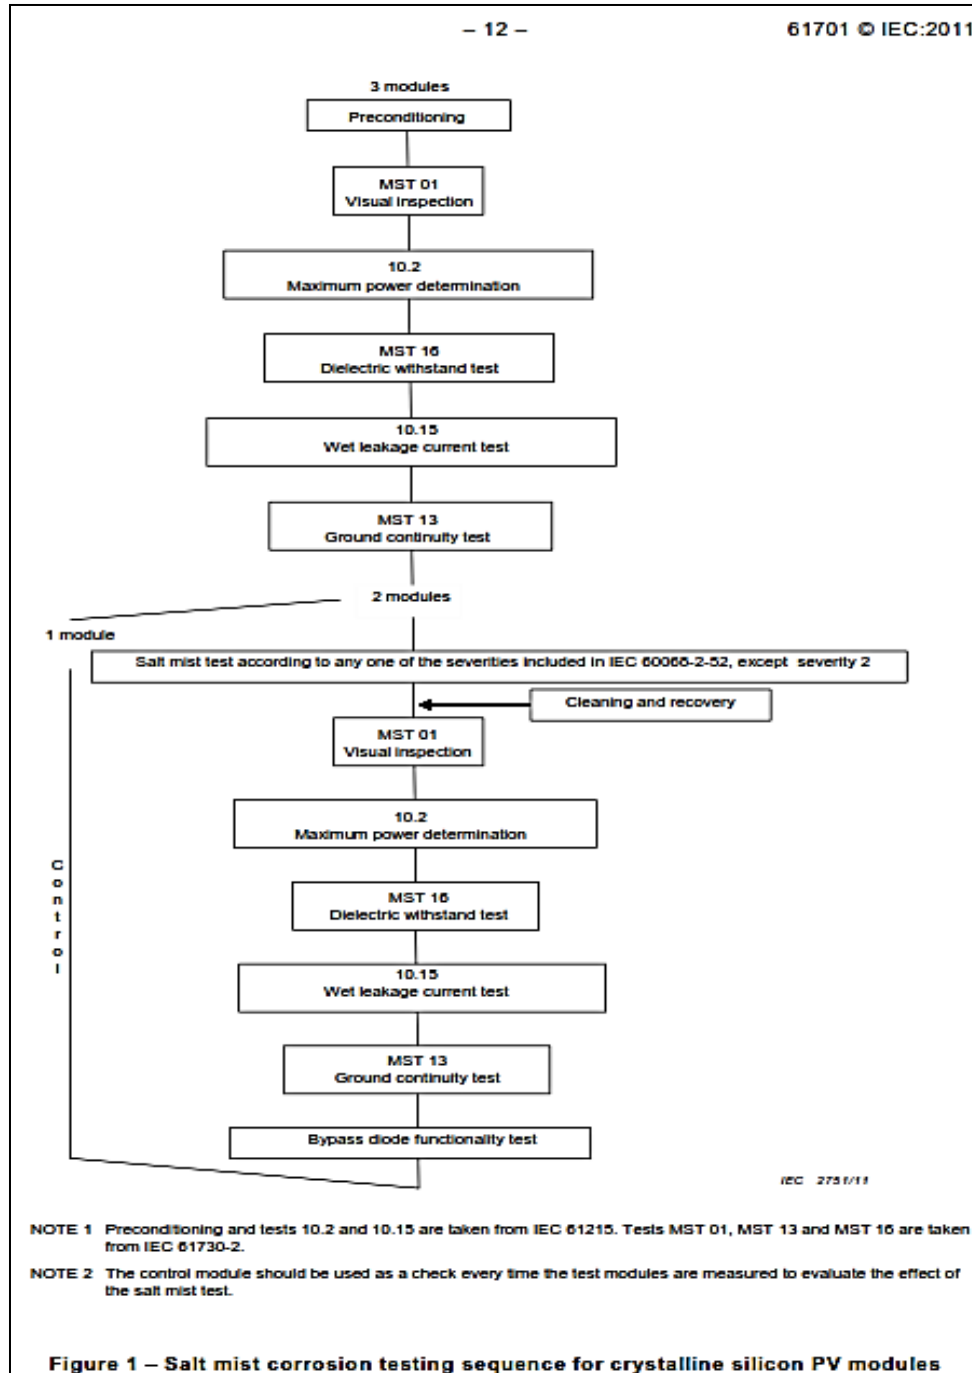 – 12 –
61701 © IEC:2011
3 modules
Preconditioning
MST 01
Visual inspection
10.2
Maximum power determination
MST 16
Dielectric withstand test
10.15
Wet leakage current test
MST 13
Ground continuity test
2 modules
1 module
Salt mist test according to any one of the severities included in IEC 60068-2-52, except severity 2
Cleaning and recovery
MST 01
Visual inspection
10.2
Maximum power determination
Control
MST 16
Dielectric withstand test
10.15
Wet leakage current test
MST 13
Ground continuity test
Bypass diode functionality test
IEC 2751/11
NOTE 1 Preconditioning and tests 10.2 and 10.15 are taken from IEC 61215. Tests MST 01, MST 13 and MST 16 are taken
from IEC 61730-2.
NOTE 2 The control module should be used as a check every time the test modules are measured to evaluate the effect of
the salt mist test.
Figure 1 – Salt mist corrosion testing sequence for crystalline silicon PV modules